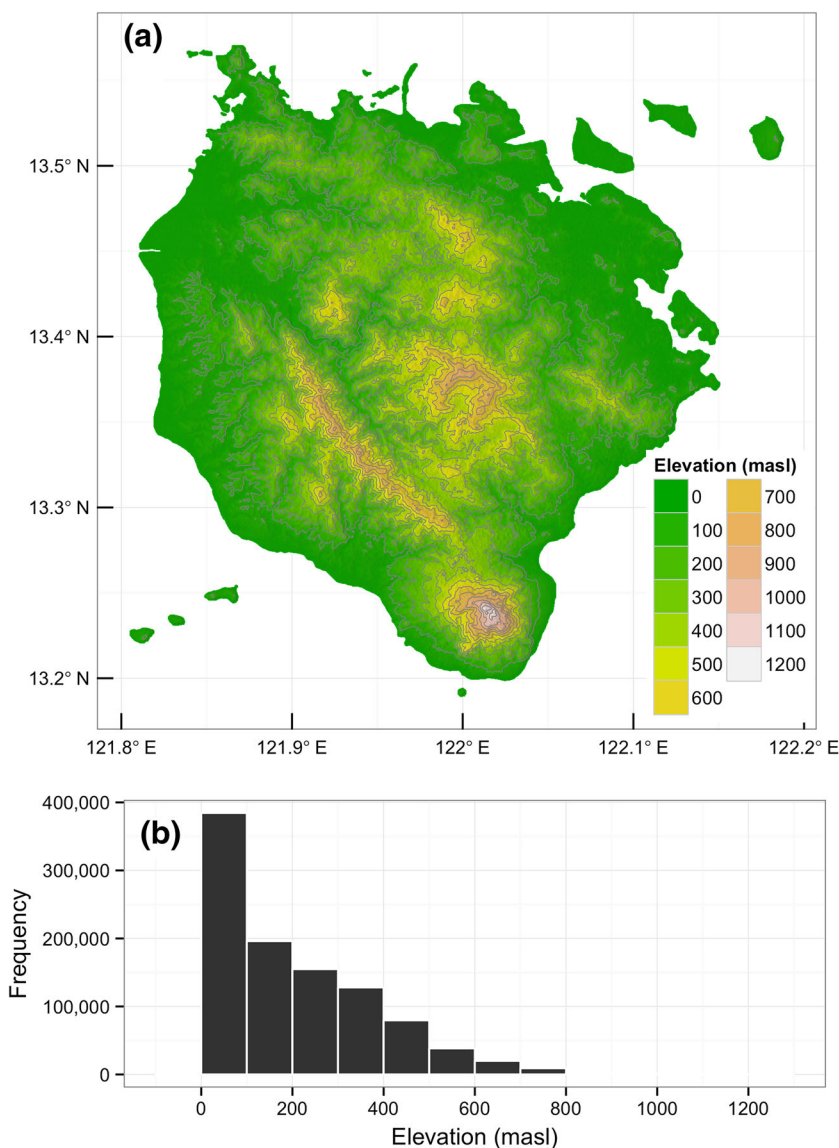 (a)
13.5° N
13.4° N
13.3° N
13.2° N
Elevation (masl)
0 700
100 800
200 900
300 1000
400 1100
500 1200
600
121.8° E 121.9° E 122° E 122.1° E 122.2° E
(b)
400,000
300,000
200,000
100,000
0
Frequency
0 200 400 600 800 1000 1200
Elevation (masl)